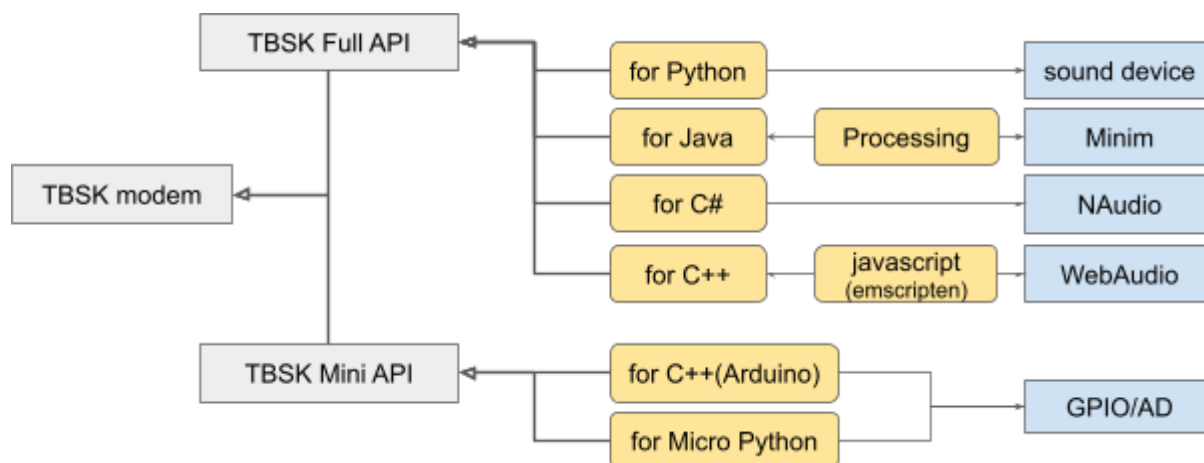 TBSK Full API
for Python
sound device
for Java
Processing
Minim
TBSK modem
for C#
NAudio
for C++
javascript
(emscripten)
WebAudio
TBSK Mini API
for C++(Arduino)
GPIO/AD
for Micro Python